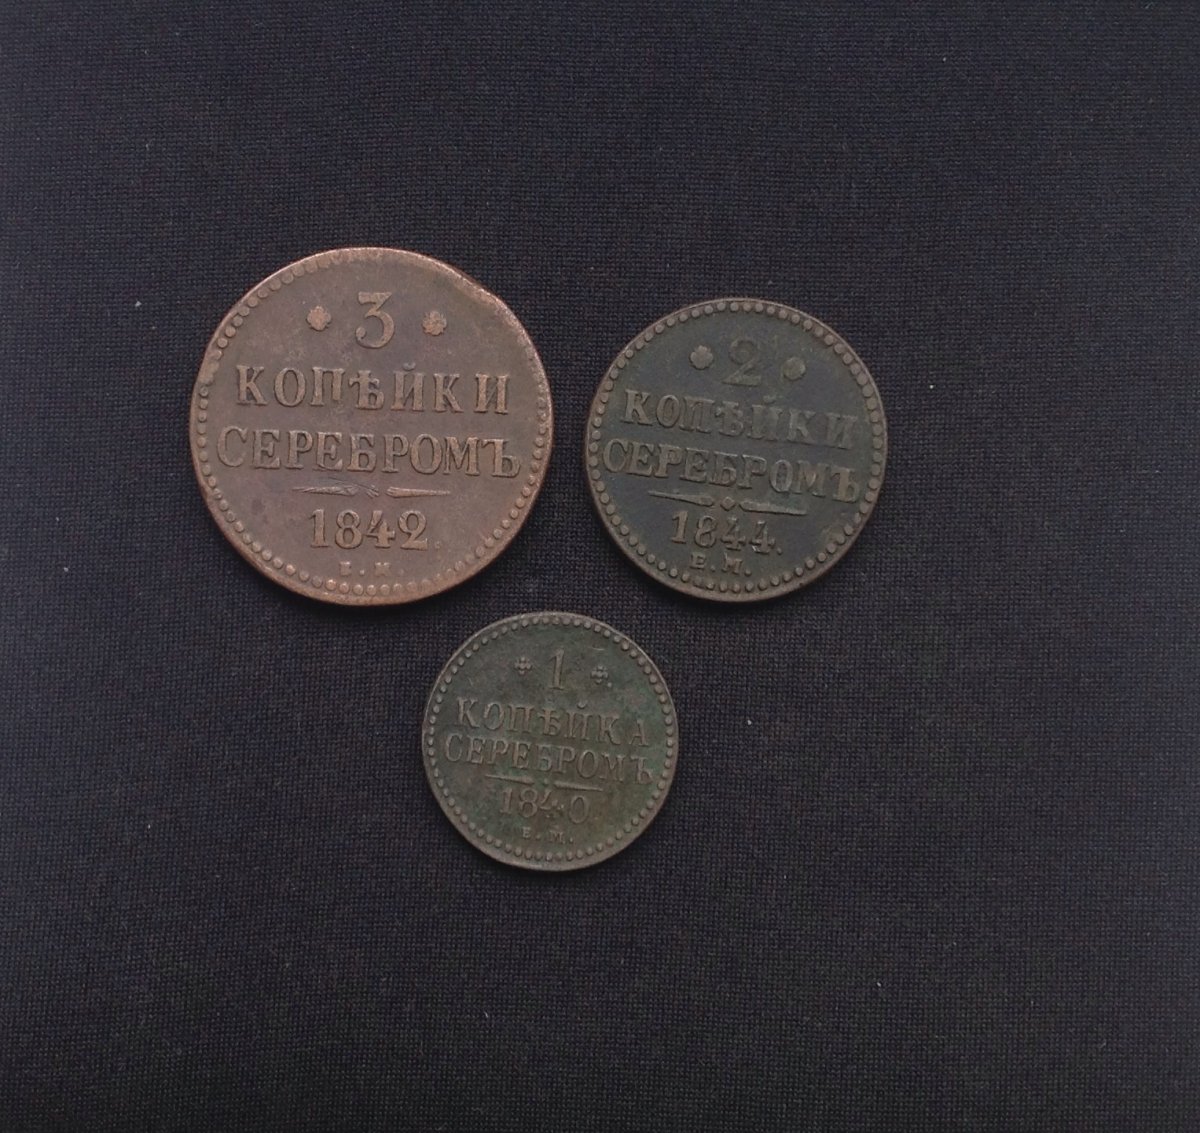 3
КОПѢЙКИ
СЕРЕБРОМЪ
1842.
Е.М
2
КОПѢЙКИ
СЕРЕБРОМЪ
1844.
Е.М.
1
КОПѢЙКА
СЕРЕБРОМЪ
1840.
Е.М.